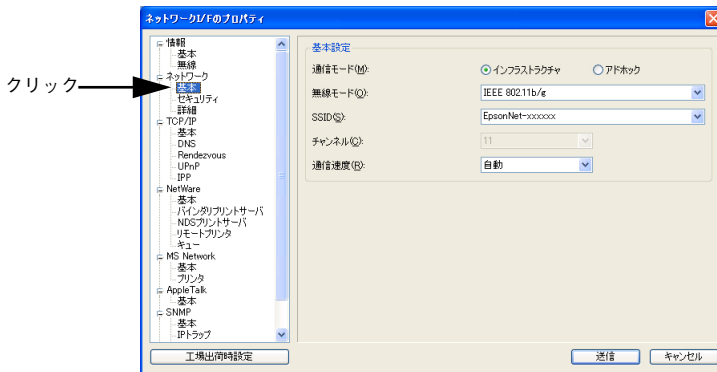 ネットワークI/Fのプロパティ
クリック
情報
基本
無線
ネットワーク
基本
セキュリティ
詳細
TCP/IP
基本
DNS
Rendezvous
UPnP
IPP
NetWare
基本
バインダリプリントサーバ
NDSプリントサーバ
リモートプリンタ
キュー
MS Network
基本
プリンタ
AppleTalk
基本
SNMP
基本
IPトラップ
基本設定
通信モード(M):
インフラストラクチャ
アドホック
無線モード(O):
IEEE 802.11b/g
SSID(S):
EpsonNet-xxxxxx
チャンネル(C):
11
通信速度(R):
自動
工場出荷時設定
送信
キャンセル